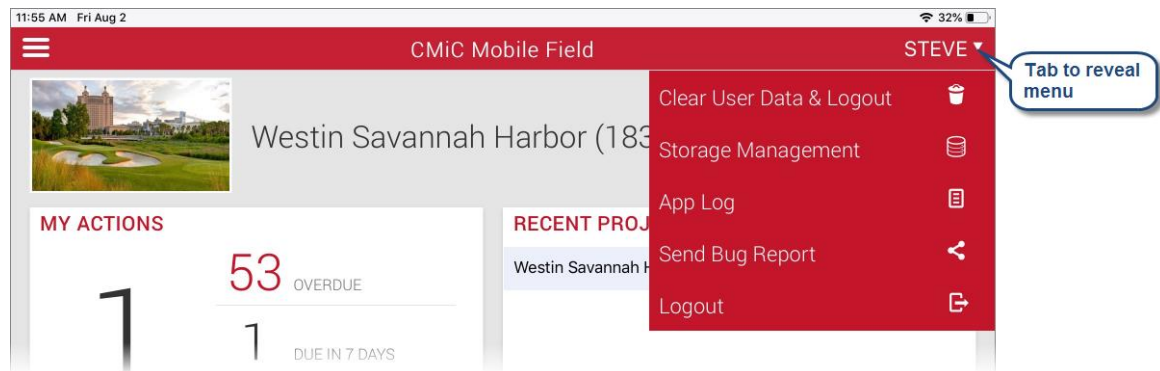 11:55 AM Fri Aug 2
32%
CMiC Mobile Field
STEVE
Tab to reveal
menu
Westin Savannah Harbor (183
Clear User Data & Logout
Storage Management
App Log
Send Bug Report
Logout
MY ACTIONS
1
53 OVERDUE
1 DUE IN 7 DAYS
RECENT PROJ
Westin Savannah H